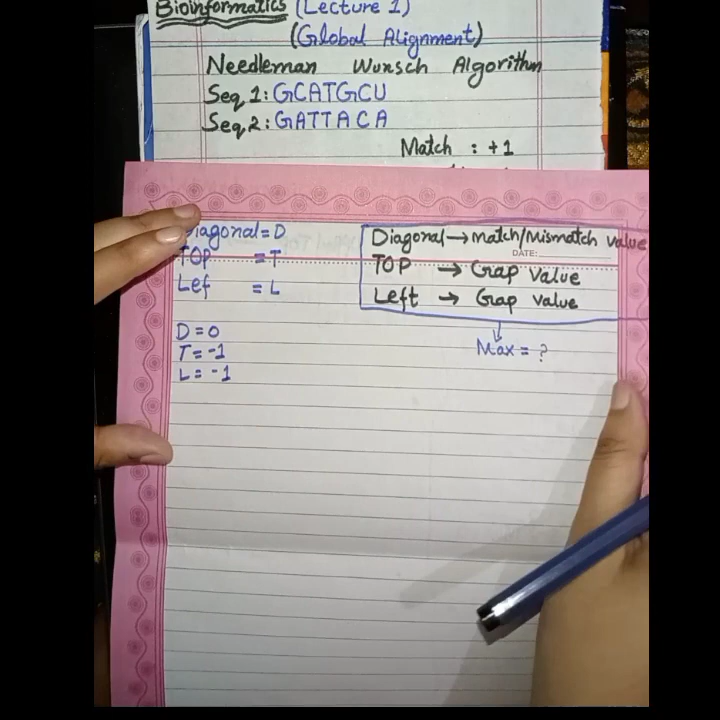 Bioinformatics (Lecture 1)
(Global Alignment)
Needleman Wunsch Algorithm
Seq 1: GCATGCU
Seq 2: GATTACA
Match : +1
Diagonal = D
TOP = T
Lef = L
D = 0
T = -1
L = -1
Diagonal → Match/Mismatch value
DATE:
TOP → Gap Value
Left → Gap value
Max = ?